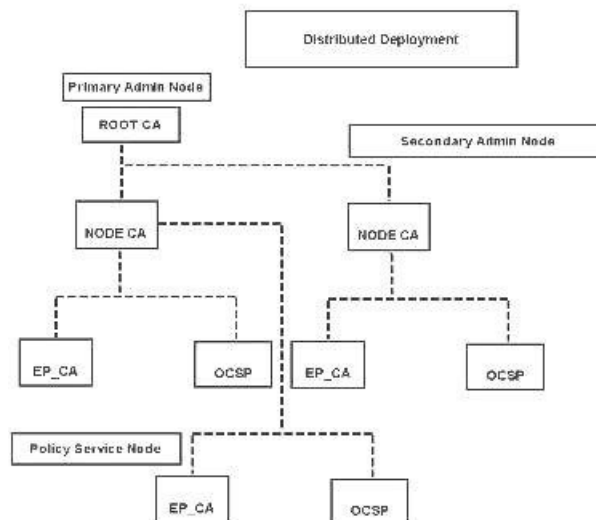 Distributed Deployment
Primary Admin Node
ROOT CA
Secondary Admin Node
NODE CA
NODE CA
EP_CA
OCSP
EP_CA
OCSP
Policy Service Node
EP_CA
OCSP